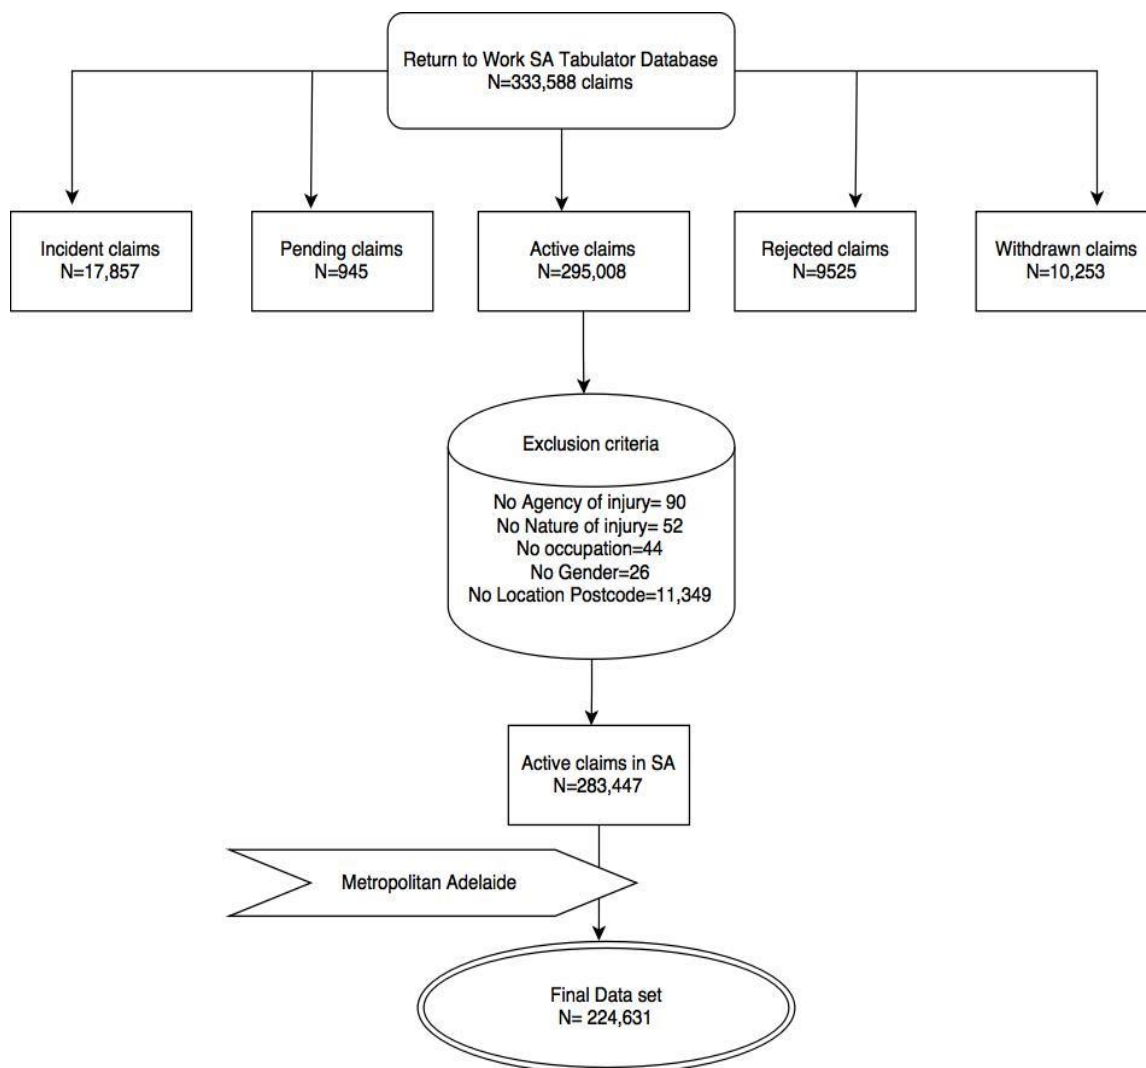 Return to Work SA Tabulator Database
N=333,588 claims
Incident claims
N=17,857
Pending claims
N=945
Active claims
N=295,008
Rejected claims
N=9525
Withdrawn claims
N=10,253
Exclusion criteria
No Agency of injury= 90
No Nature of injury= 52
No occupation=44
No Gender=26
No Location Postcode=11,349
Active claims in SA
N=283,447
Metropolitan Adelaide
Final Data set
N= 224,631